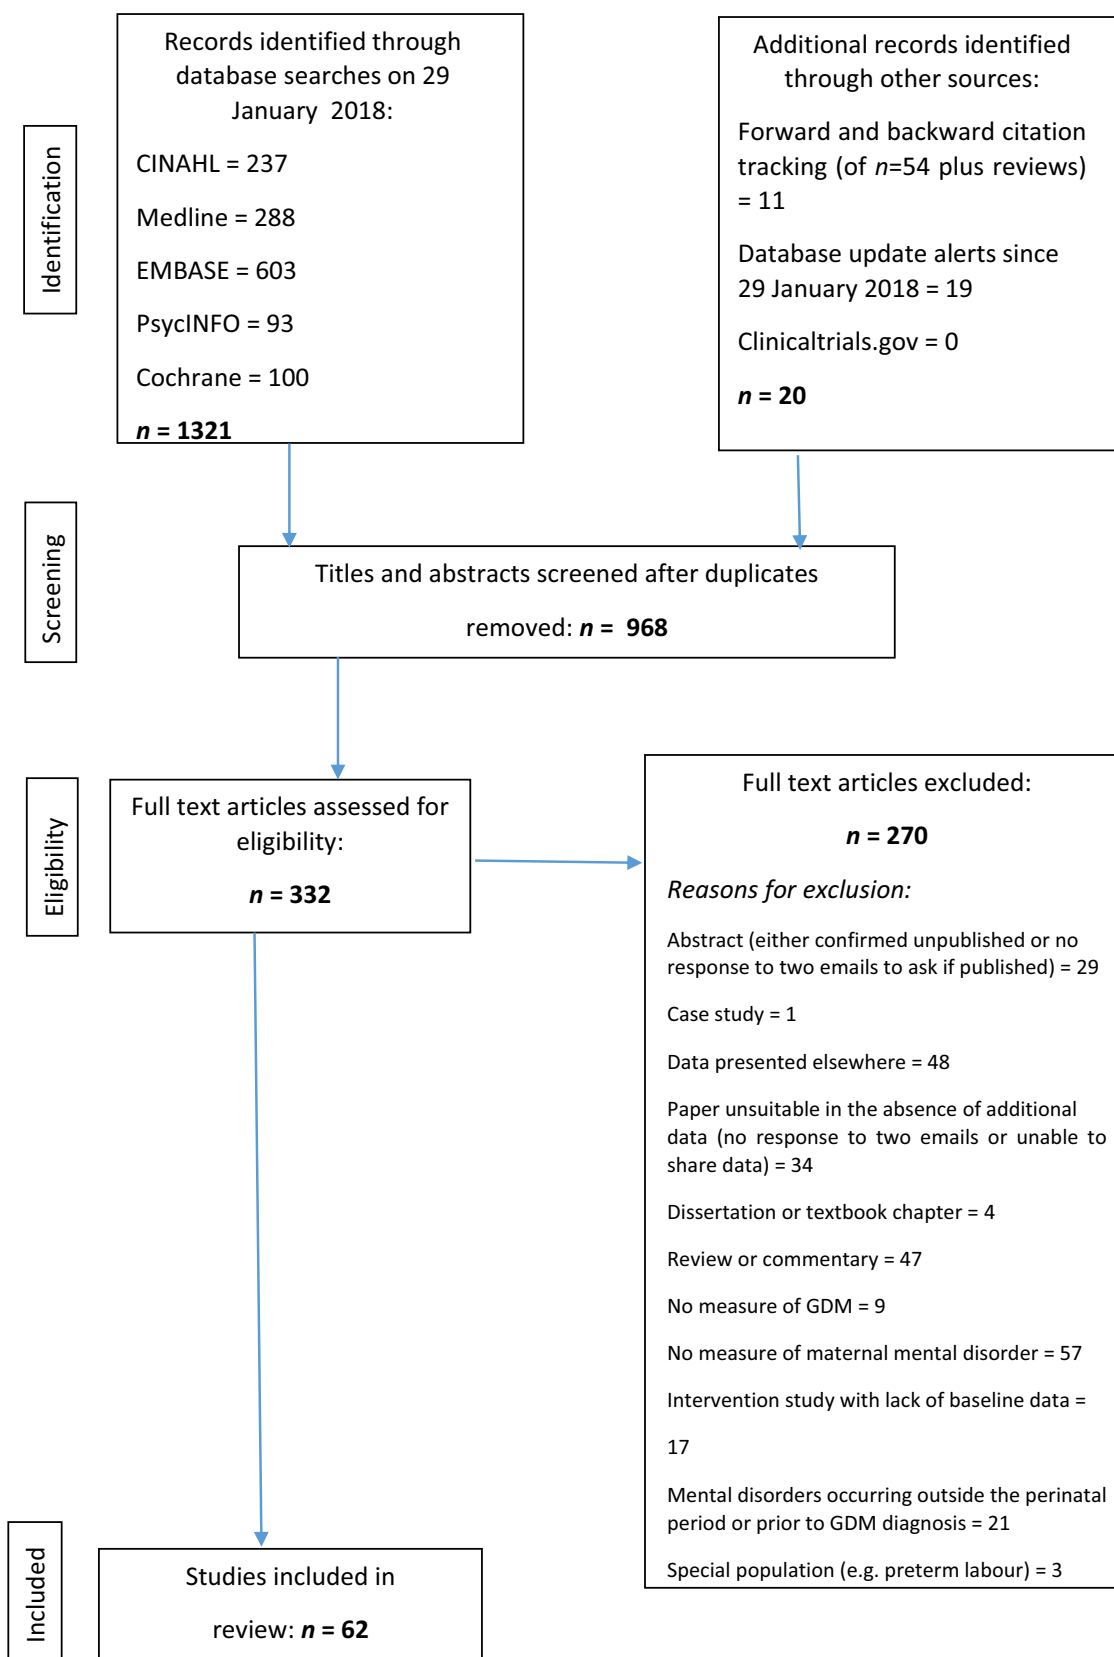 Identification
Records identified through
database searches on 29
January 2018:
CINAHL = 237
Medline = 288
EMBASE = 603
PsycINFO = 93
Cochrane = 100
n = 1321
Additional records identified
through other sources:
Forward and backward citation
tracking (of n=54 plus reviews)
= 11
Database update alerts since
29 January 2018 = 19
Clinicaltrials.gov = 0
n = 20
Screening
Titles and abstracts screened after duplicates
removed: n = 968
Eligibility
Full text articles assessed for
eligibility:
n = 332
Full text articles excluded:
n = 270
Reasons for exclusion:
Abstract (either confirmed unpublished or no
response to two emails to ask if published) = 29
Case study = 1
Data presented elsewhere = 48
Paper unsuitable in the absence of additional
data (no response to two emails or unable to
share data) = 34
Dissertation or textbook chapter = 4
Review or commentary = 47
No measure of GDM = 9
No measure of maternal mental disorder = 57
Intervention study with lack of baseline data =
17
Mental disorders occurring outside the perinatal
period or prior to GDM diagnosis = 21
Special population (e.g. preterm labour) = 3
Included
Studies included in
review: n = 62